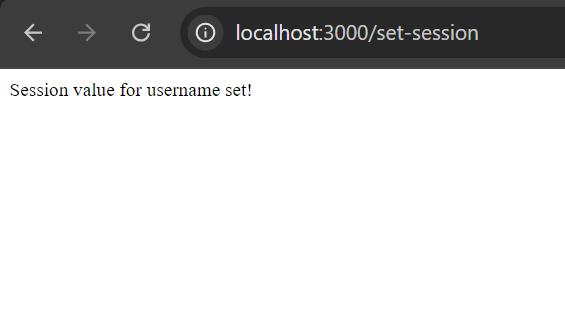 localhost:3000/set-session
Session value for username set!